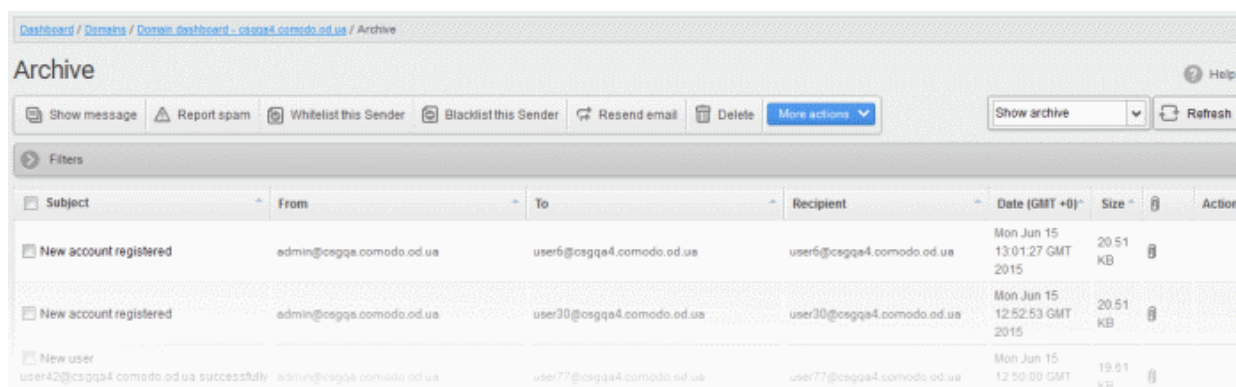 Dashboard / Domains / Domain dashboard - csgqa4.comodo.od.ua / Archive
Archive
Help
Show message Report spam Whitelist this Sender Blacklist this Sender Resend email Delete More actions Show archive Refresh
Filters
Subject From To Recipient Date (GMT +0) Size Action
Mon Jun 15
New account registered admin@csgqa.comodo.od.ua user6@csgqa4.comodo.od.ua user6@csgqa4.comodo.od.ua 13:01:27 GMT 20.51
KB
2015
Mon Jun 15
New account registered admin@csgqa.comodo.od.ua user30@csgqa4.comodo.od.ua user30@csgqa4.comodo.od.ua 12:52:53 GMT 20.51
KB
2015
New user Mon Jun 15
user42@csgqa4.comodo.od.ua successfully admin@csgqa.comodo.od.ua user77@csgqa4.comodo.od.ua user77@csgqa4.comodo.od.ua 12:50:00 GMT 19.61
KB